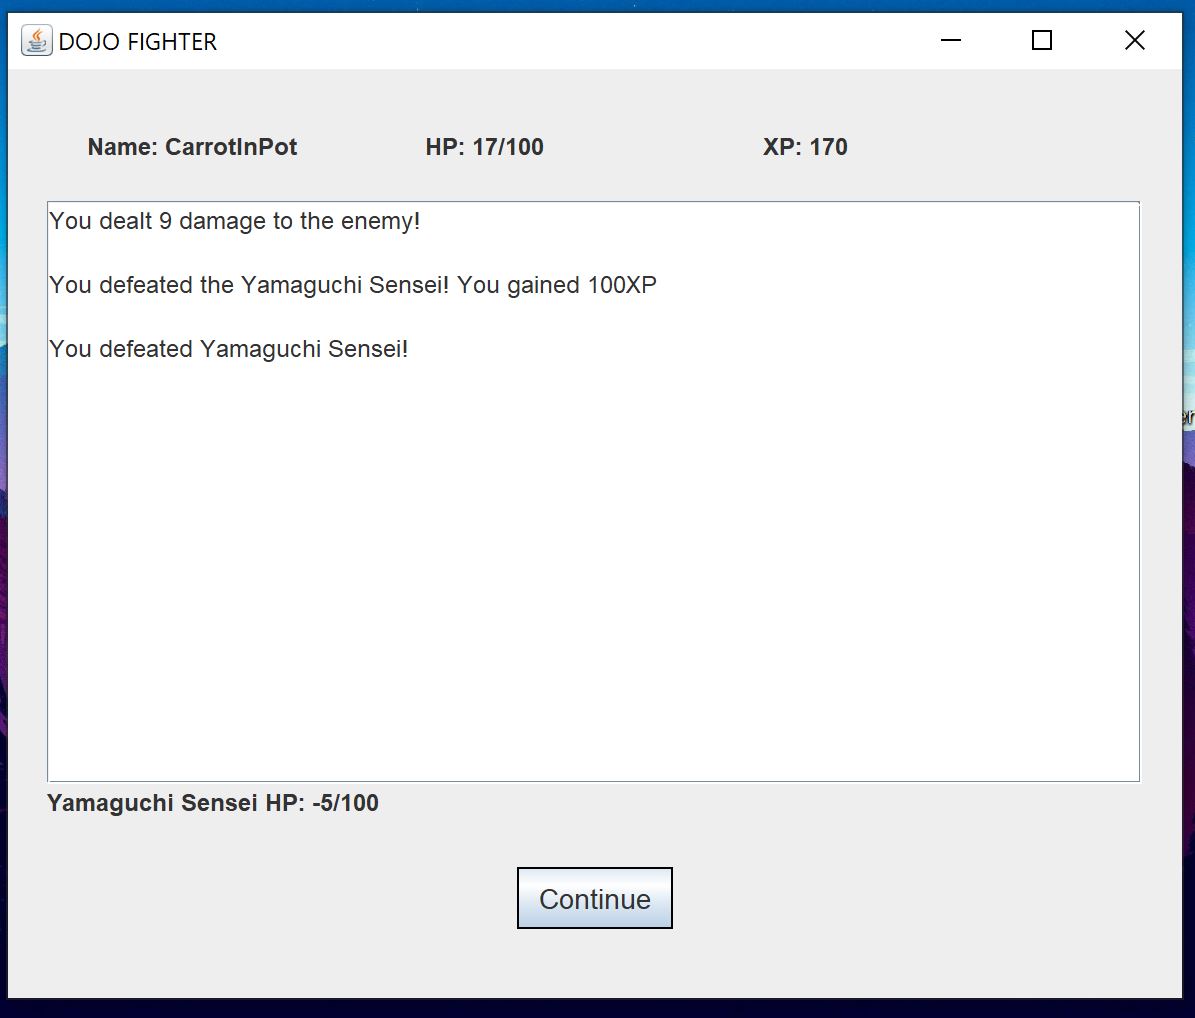 DOJO FIGHTER
Name: CarrotInPot HP: 17/100 XP: 170
You dealt 9 damage to the enemy!
You defeated the Yamaguchi Sensei! You gained 100XP
You defeated Yamaguchi Sensei!
Yamaguchi Sensei HP: -5/100
Continue